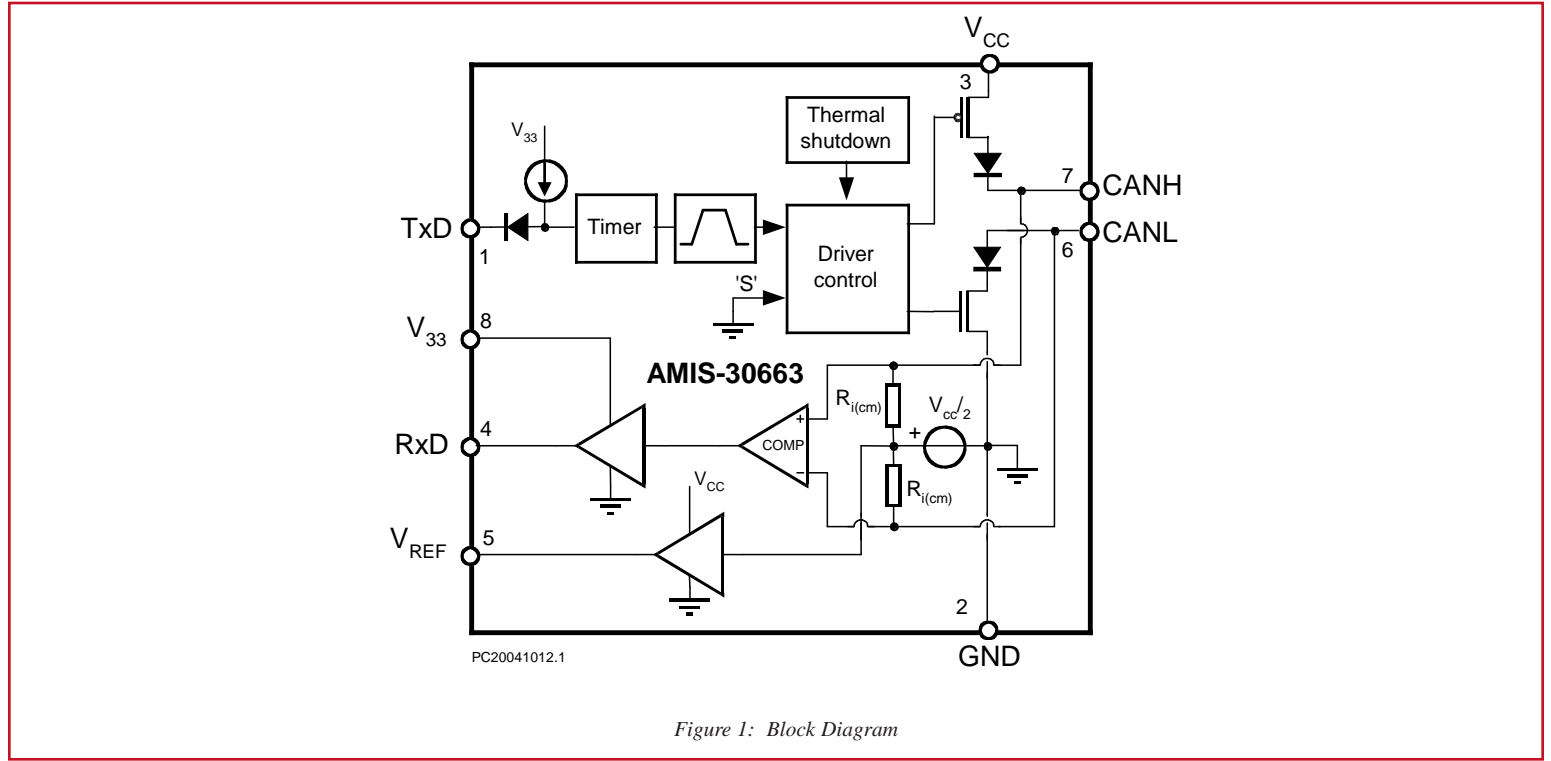 VCC
3
Thermal
shutdown
V33
7
CANH
TxD
1
Timer
Driver
control
6
CANL
'S'
V33
8
AMIS-30663
Ri(cm)
Vcc/2
+
RxD
4
COMP
+
−
Ri(cm)
VCC
VREF
5
2
GND
PC20041012.1
Figure 1: Block Diagram